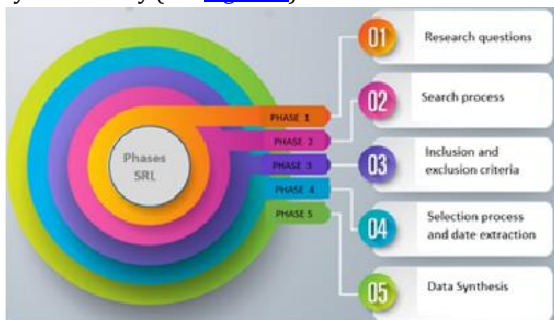 Phases
SRL
PHASE 1
PHASE 2
PHASE 3
PHASE 4
PHASE 5
01
Research questions
02
Search process
03
Inclusion and
exclusion criteria
04
Selection process
and date extraction
05
Data Synthesis